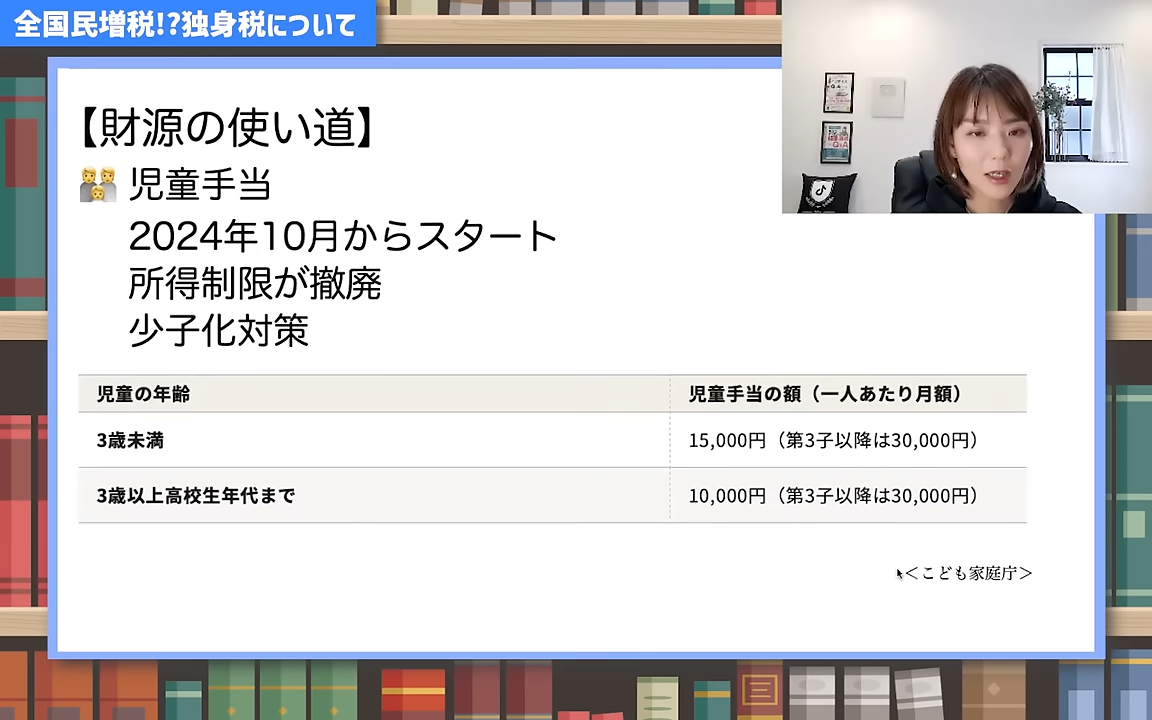 全国民増税!?独身税について
【財源の使い道】
児童手当
2024年10月からスタート
所得制限が撤廃
少子化対策
児童の年齢 児童手当の額（一人あたり月額）
3歳未満 15,000円（第3子以降は30,000円）
3歳以上高校生年代まで 10,000円（第3子以降は30,000円）
＜こども家庭庁＞